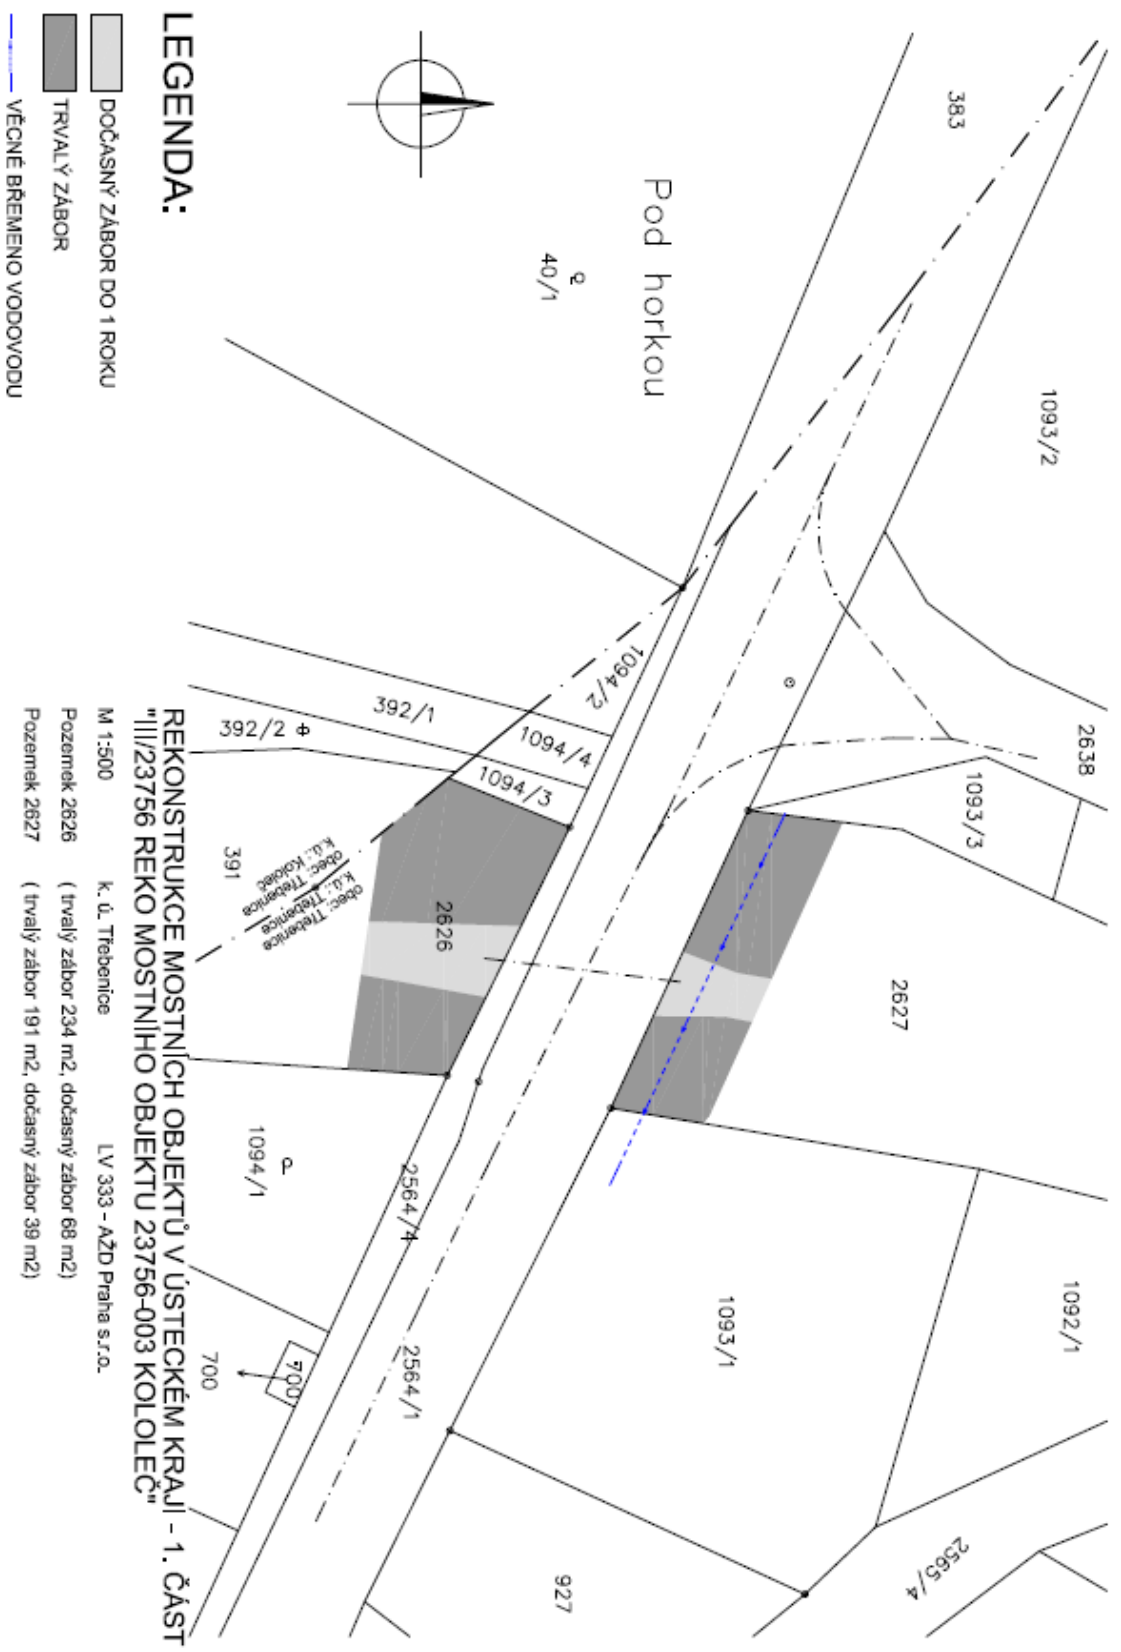 383
1093/2
Pod horkou
40/1
2638
1093/3
1094/2
392/1
1094/4
392/2
1094/3
391
k.ú.: Kololeč
obec: Třebenice
k.ú.: Třebenice
obec: Třebenice
2626
2627
1094/1
2564/4
2564/1
1093/1
1092/1
700
700
2565/4
927
LEGENDA:
DOČASNÝ ZÁBOR DO 1 ROKU
TRVALÝ ZÁBOR
VĚCNÉ BŘEMENO VODOVODU
REKONSTRUKCE MOSTNÍCH OBJEKTŮ V ÚSTECKÉM KRAJI - 1. ČÁST
"III/23756 REKO MOSTNÍHO OBJEKTU 23756-003 KOLOLEČ"
M 1:500 k. ú. Třebenice LV 333 - AŽD Praha s.r.o.
Pozemek 2626 ( trvalý zábor 234 m2, dočasný zábor 68 m2)
Pozemek 2627 ( trvalý zábor 191 m2, dočasný zábor 39 m2)